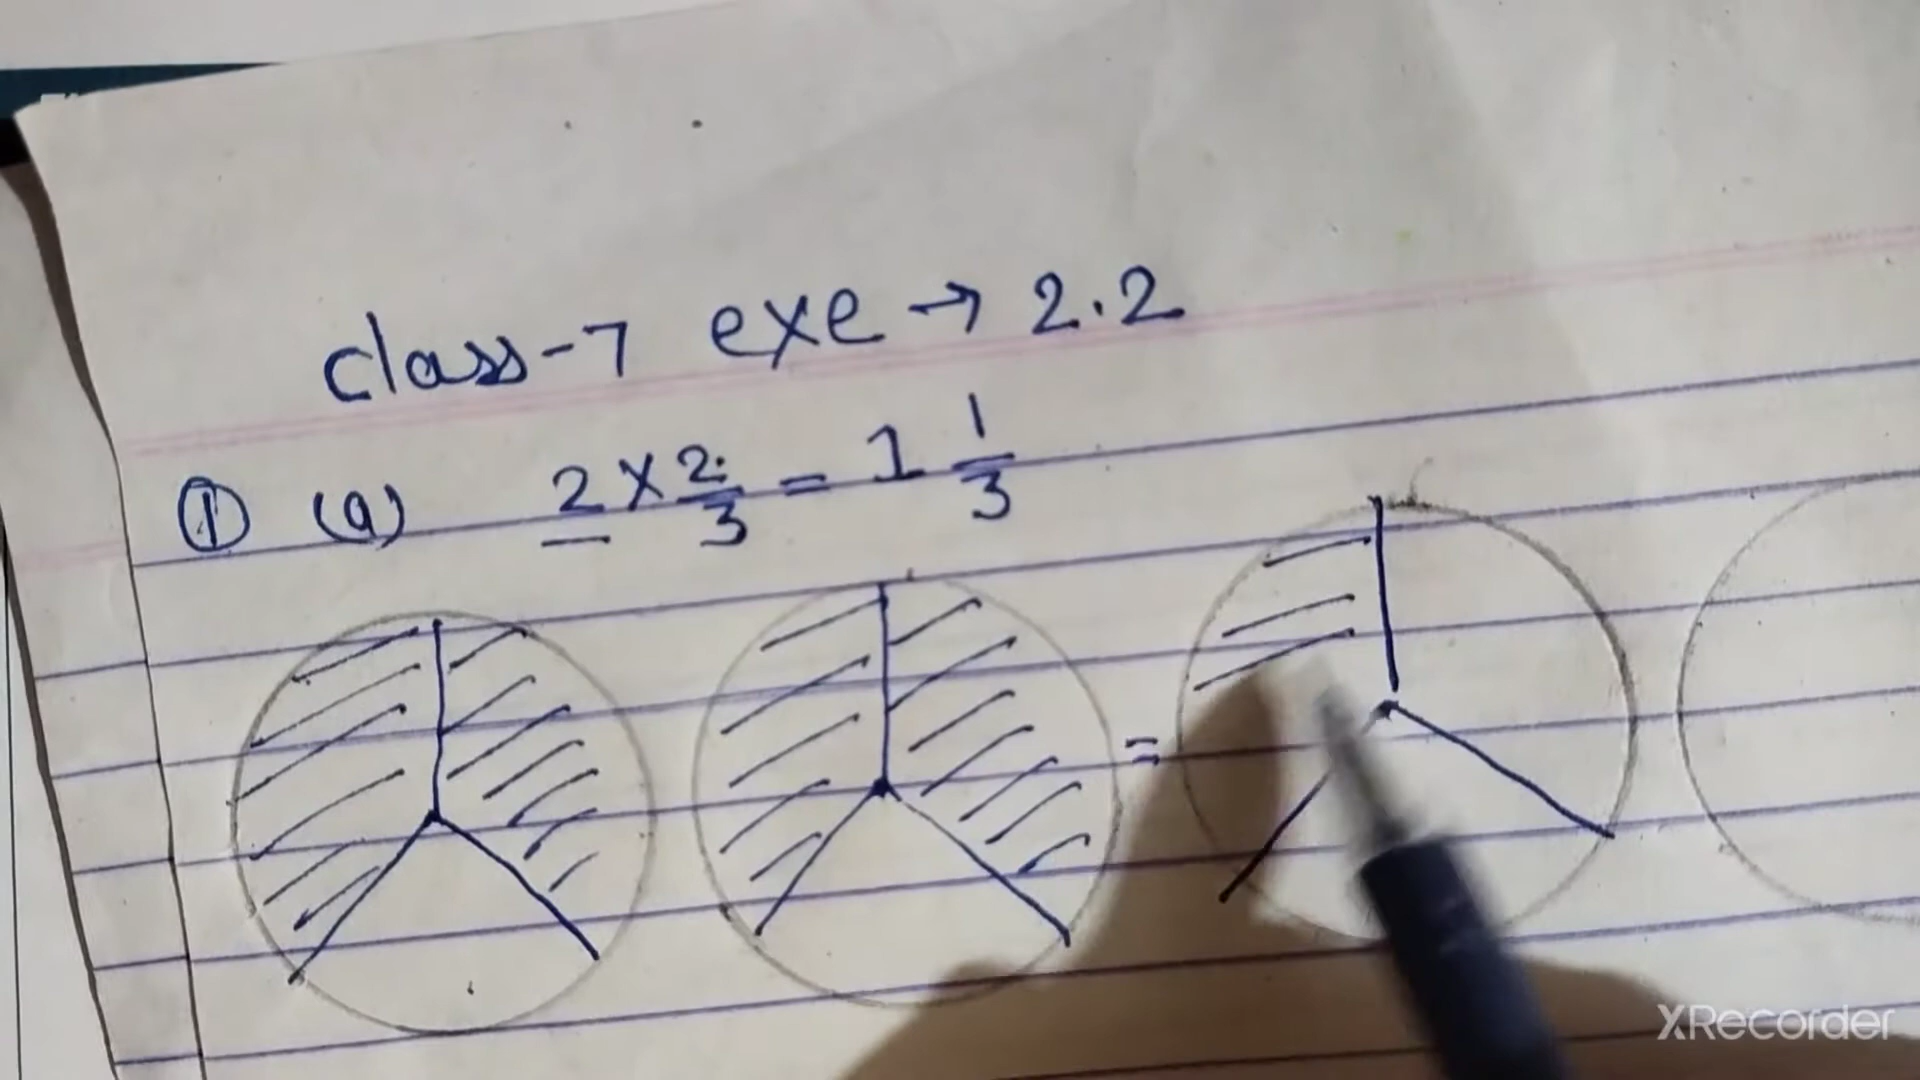 class-7 exe → 2.2
① (a) 2 × 2/3 = 1 1/3
=
XRecorder